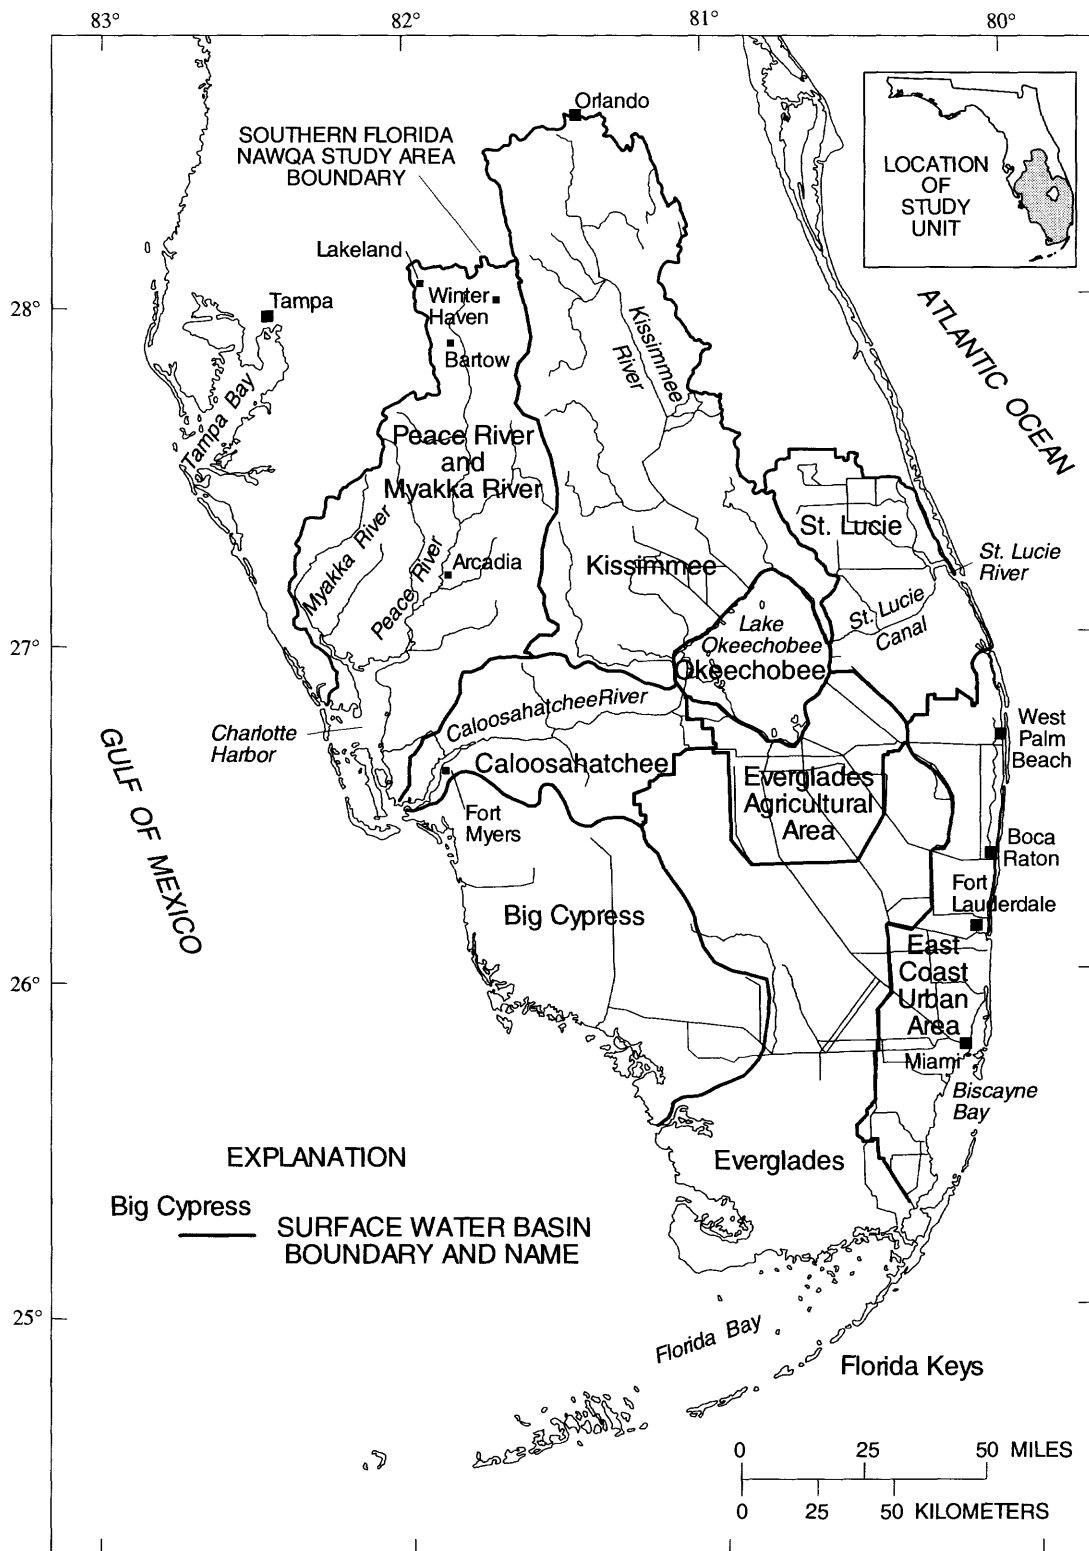 83°
82°
81°
80°
Orlando
SOUTHERN FLORIDA
NAWQA STUDY AREA
BOUNDARY
LOCATION
OF
STUDY
UNIT
Lakeland
28°
Tampa
Winter
Haven
Bartow
Kissimmee
River
ATLANTIC OCEAN
Tampa Bay
Peace River
and
Myakka River
St. Lucie
Myakka River
Peace River
Arcadia
Kissimmee
St. Lucie
River
St. Lucie
Canal
Lake
Okeechobee
Okeechobee
27°
Caloosahatchee River
Charlotte
Harbor
West
Palm
Beach
Caloosahatchee
Everglades
Agricultural
Area
GULF OF MEXICO
Fort
Myers
Boca
Raton
Fort
Lauderdale
Big Cypress
East
Coast
Urban
Area
26°
Miami
Biscayne
Bay
EXPLANATION
Everglades
Big Cypress
SURFACE WATER BASIN
BOUNDARY AND NAME
25°
Florida Bay
Florida Keys
0 25 50 MILES
0 25 50 KILOMETERS